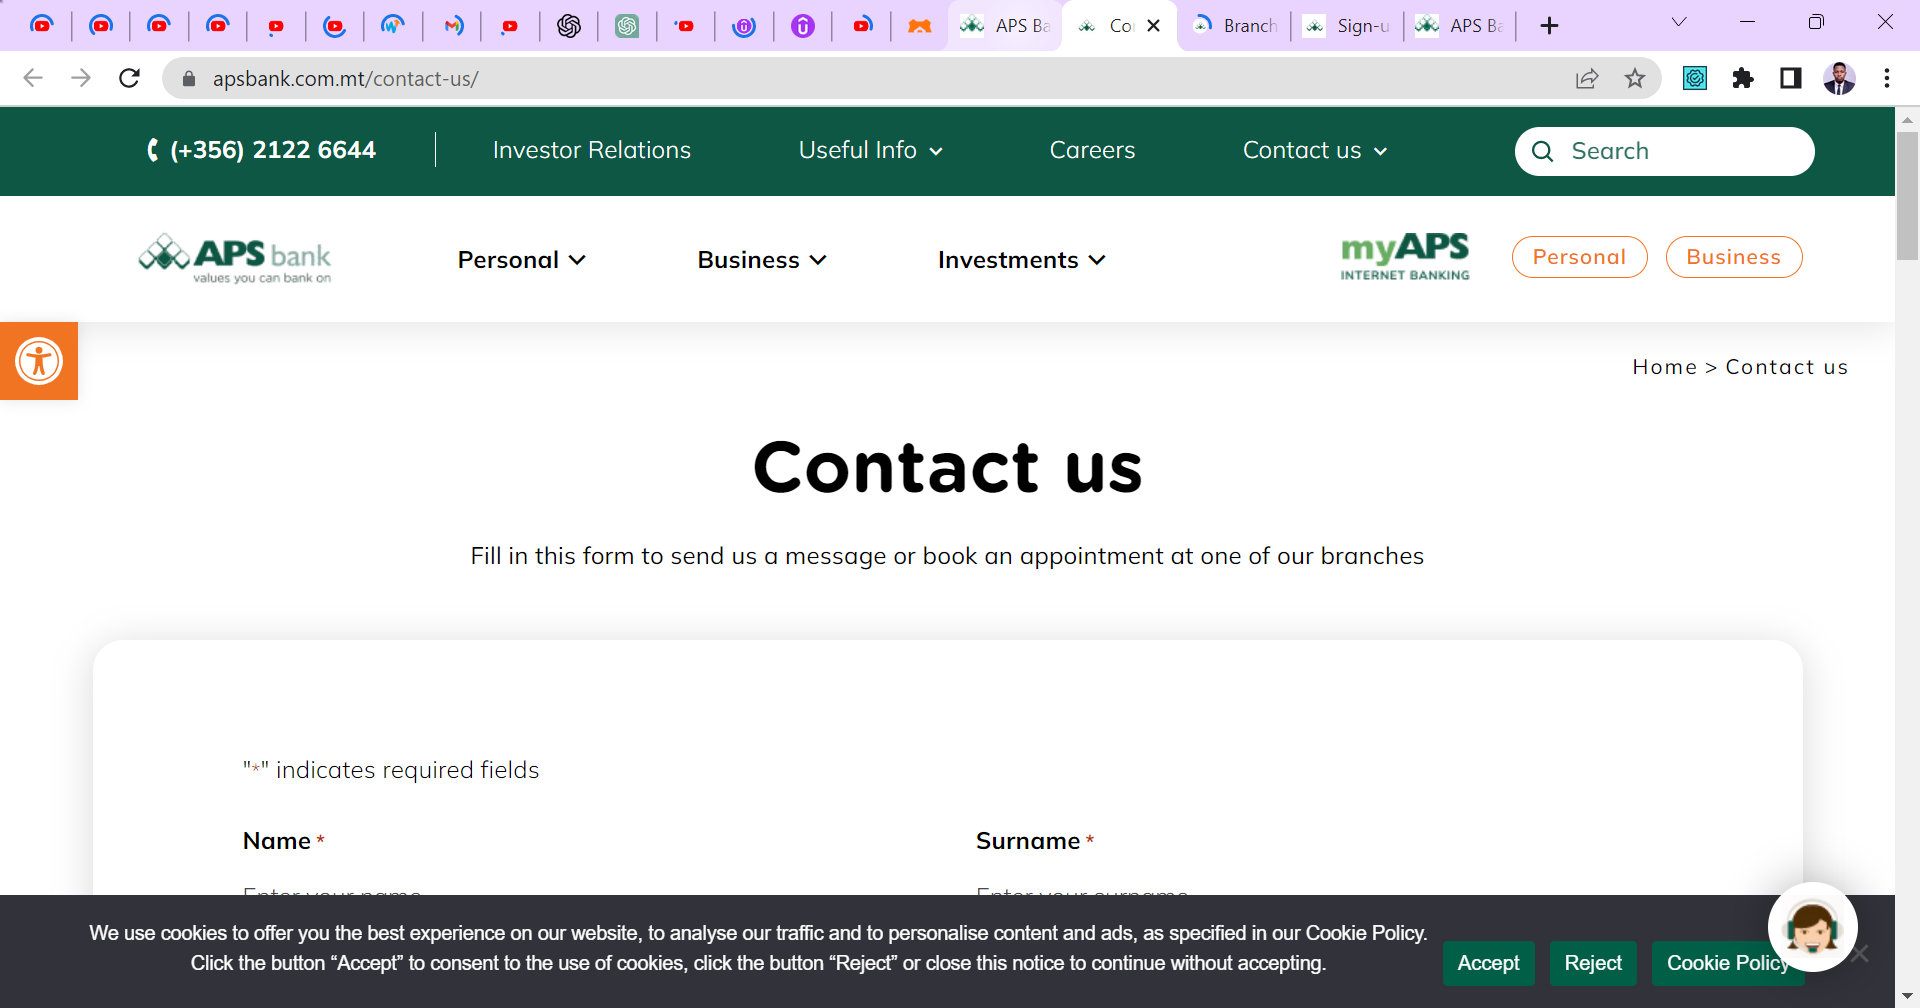 APS Ba
Co
Branch
Sign-u
APS Ba
apsbank.com.mt/contact-us/
(+356) 2122 6644
Investor Relations
Useful Info
Careers
Contact us
Search
APS bank
values you can bank on
Personal
Business
Investments
myAPS
INTERNET BANKING
Personal
Business
Home > Contact us
Contact us
Fill in this form to send us a message or book an appointment at one of our branches
"*" indicates required fields
Name *
Surname *
Enter your name
Enter your surname
We use cookies to offer you the best experience on our website, to analyse our traffic and to personalise content and ads, as specified in our Cookie Policy.
Click the button “Accept” to consent to the use of cookies, click the button “Reject” or close this notice to continue without accepting.
Accept
Reject
Cookie Policy